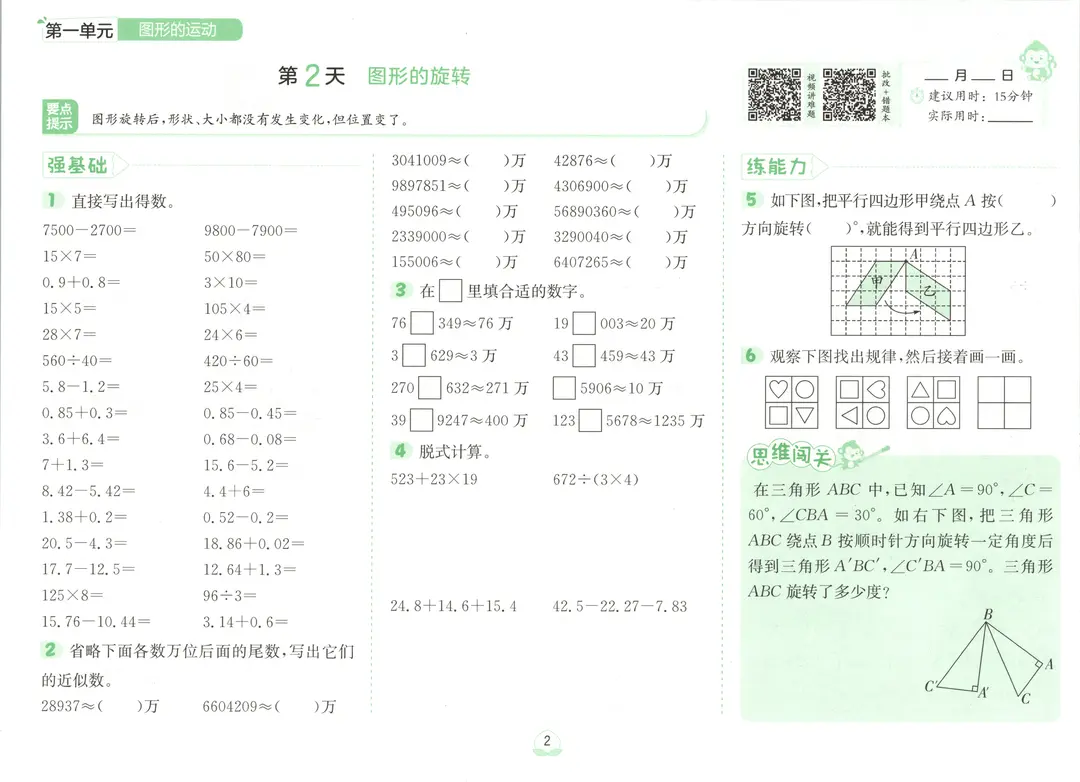 第一单元 图形的运动
第2天 图形的旋转
视频讲难题
批改+错题本
___月___日
建议用时：15分钟
实际用时：______
要点提示
图形旋转后，形状、大小都没有发生变化，但位置变了。
强基础
1 直接写出得数。
7500－2700＝ 9800－7900＝
15×7＝ 50×80＝
0.9＋0.8＝ 3×10＝
15×5＝ 105×4＝
28×7＝ 24×6＝
560÷40＝ 420÷60＝
5.8－1.2＝ 25×4＝
0.85＋0.3＝ 0.85－0.45＝
3.6＋6.4＝ 0.68－0.08＝
7＋1.3＝ 15.6－5.2＝
8.42－5.42＝ 4.4＋6＝
1.38＋0.2＝ 0.52－0.2＝
20.5－4.3＝ 18.86＋0.02＝
17.7－12.5＝ 12.64＋1.3＝
125×8＝ 96÷3＝
15.76－10.44＝ 3.14＋0.6＝
2 省略下面各数万位后面的尾数，写出它们
的近似数。
28937≈(  )万 6604209≈(  )万
3041009≈(  )万 42876≈(  )万
9897851≈(  )万 4306900≈(  )万
495096≈(  )万 56890360≈(  )万
2339000≈(  )万 3290040≈(  )万
155006≈(  )万 6407265≈(  )万
3 在□里填合适的数字。
76□349≈76万 19□003≈20万
3□629≈3万 43□459≈43万
270□632≈271万 □5906≈10万
39□9247≈400万 123□5678≈1235万
4 脱式计算。
523＋23×19 672÷(3×4)
24.8＋14.6＋15.4 42.5－22.27－7.83
练能力
5 如下图，把平行四边形甲绕点A按(  )
方向旋转(  )°，就能得到平行四边形乙。
A
甲
乙
6 观察下图找出规律，然后接着画一画。
思维闯关
在三角形ABC中，已知∠A＝90°，∠C＝
60°，∠CBA＝30°。如右下图，把三角形
ABC绕点B按顺时针方向旋转一定角度后
得到三角形A′BC′，∠C′BA＝90°。三角形
ABC旋转了多少度？
B
A
C′
A′
C
2